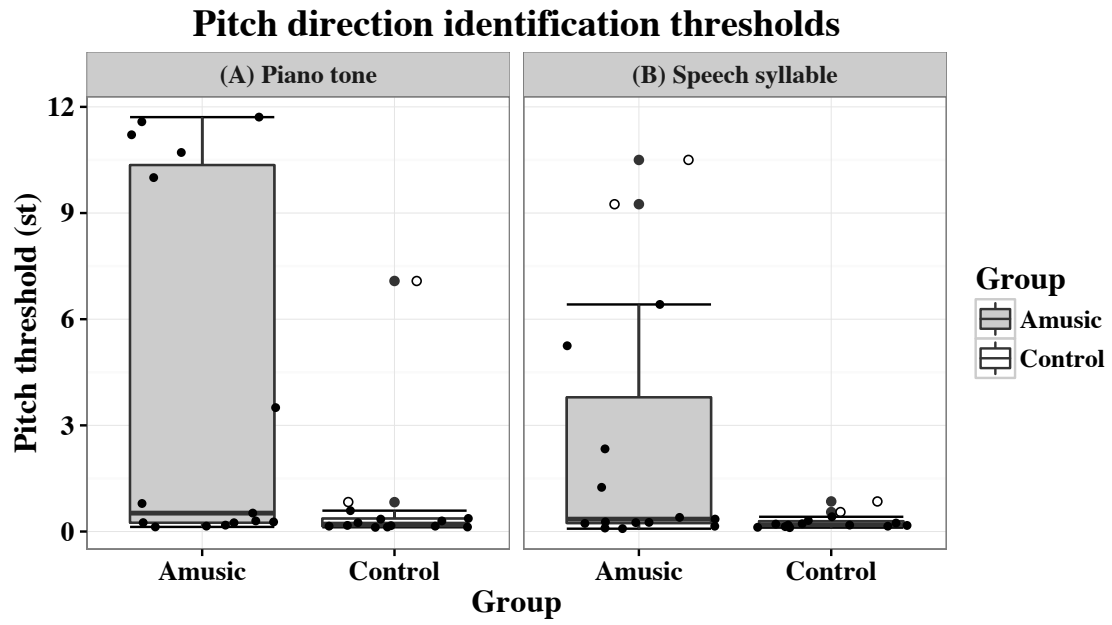 Pitch direction identification thresholds
(A) Piano tone
(B) Speech syllable
Pitch threshold (st)
12
9
6
3
0
Amusic
Control
Amusic
Control
Group
Group
Amusic
Control